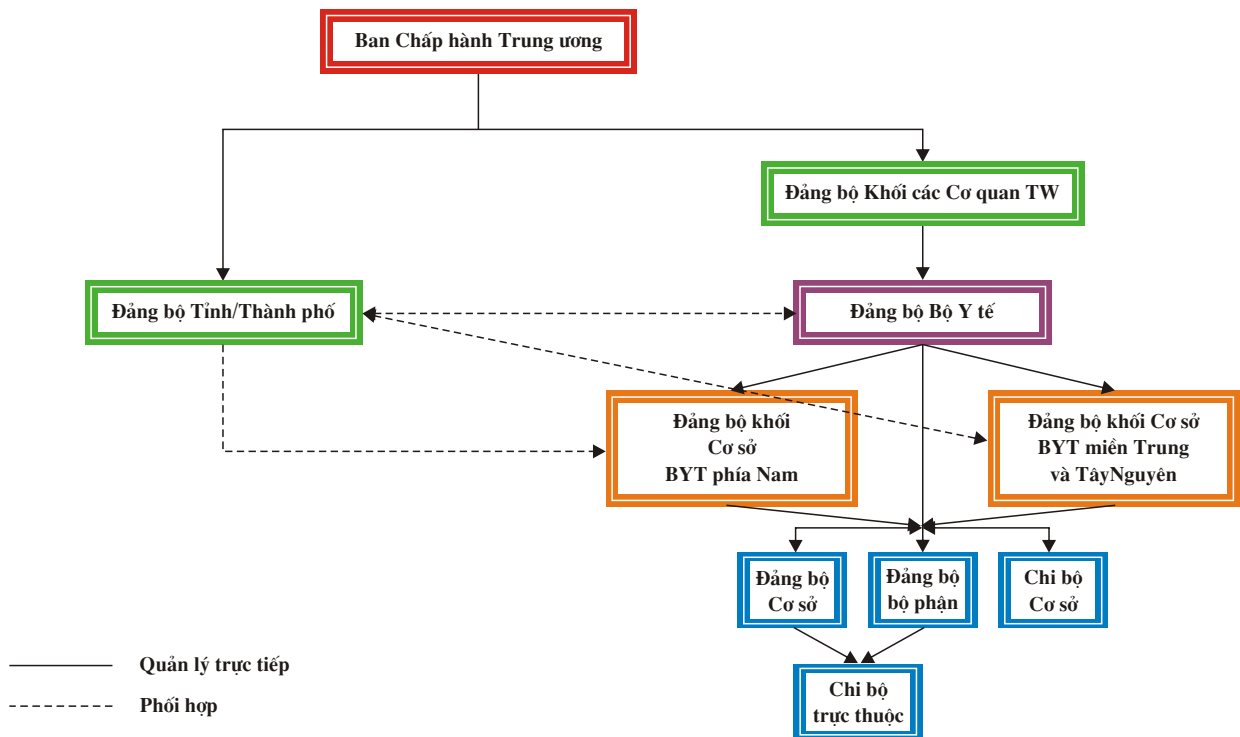 Ban Chấp hành Trung ương
Đảng bộ Khối các Cơ quan TW
Đảng bộ Tỉnh/Thành phố
Đảng bộ Bộ Y tế
Đảng bộ khối
Cơ sở
BYT phía Nam
Đảng bộ khối Cơ sở
BYT miền Trung
và TâyNguyên
Đảng bộ
Cơ sở
Đảng bộ
bộ phận
Chi bộ
Cơ sở
Chi bộ
trực thuộc
Quản lý trực tiếp
Phối hợp